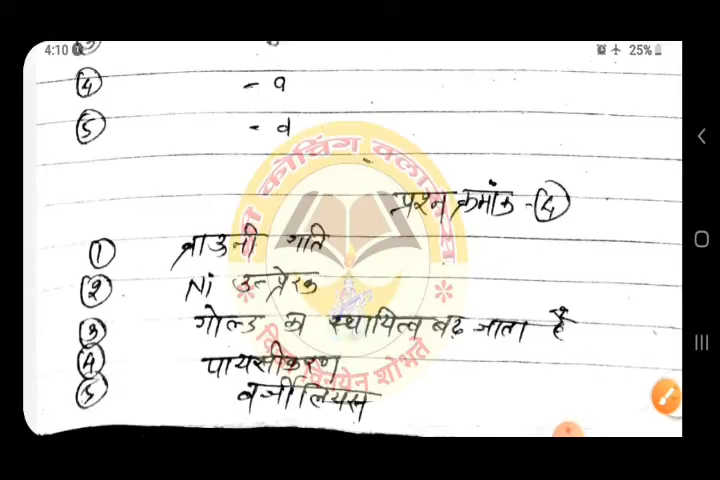 4:10 25%
④ - a
⑤ - व
प्रश्न क्रमांक - ④
① ब्राउनी गति
② Ni उत्प्रेरक
③ गोल्ड का स्थायित्व बढ़ जाता है
④ पायसीकरण
⑤ बर्जीलियस
कोचिंग क्लासेस